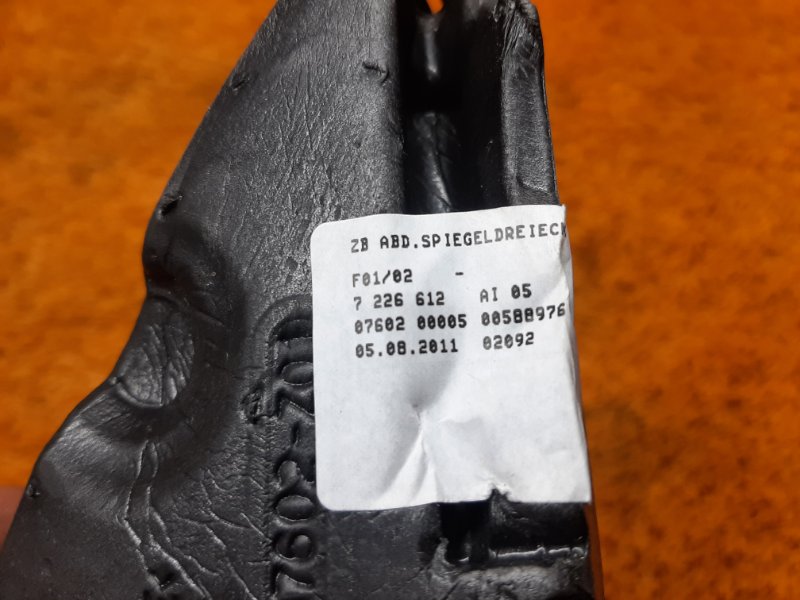 ZB ABD.SPIEGELDREIECK
F01/02 -
7 226 612 AI 05
07602 00005 00588976
05.08.2011 02092